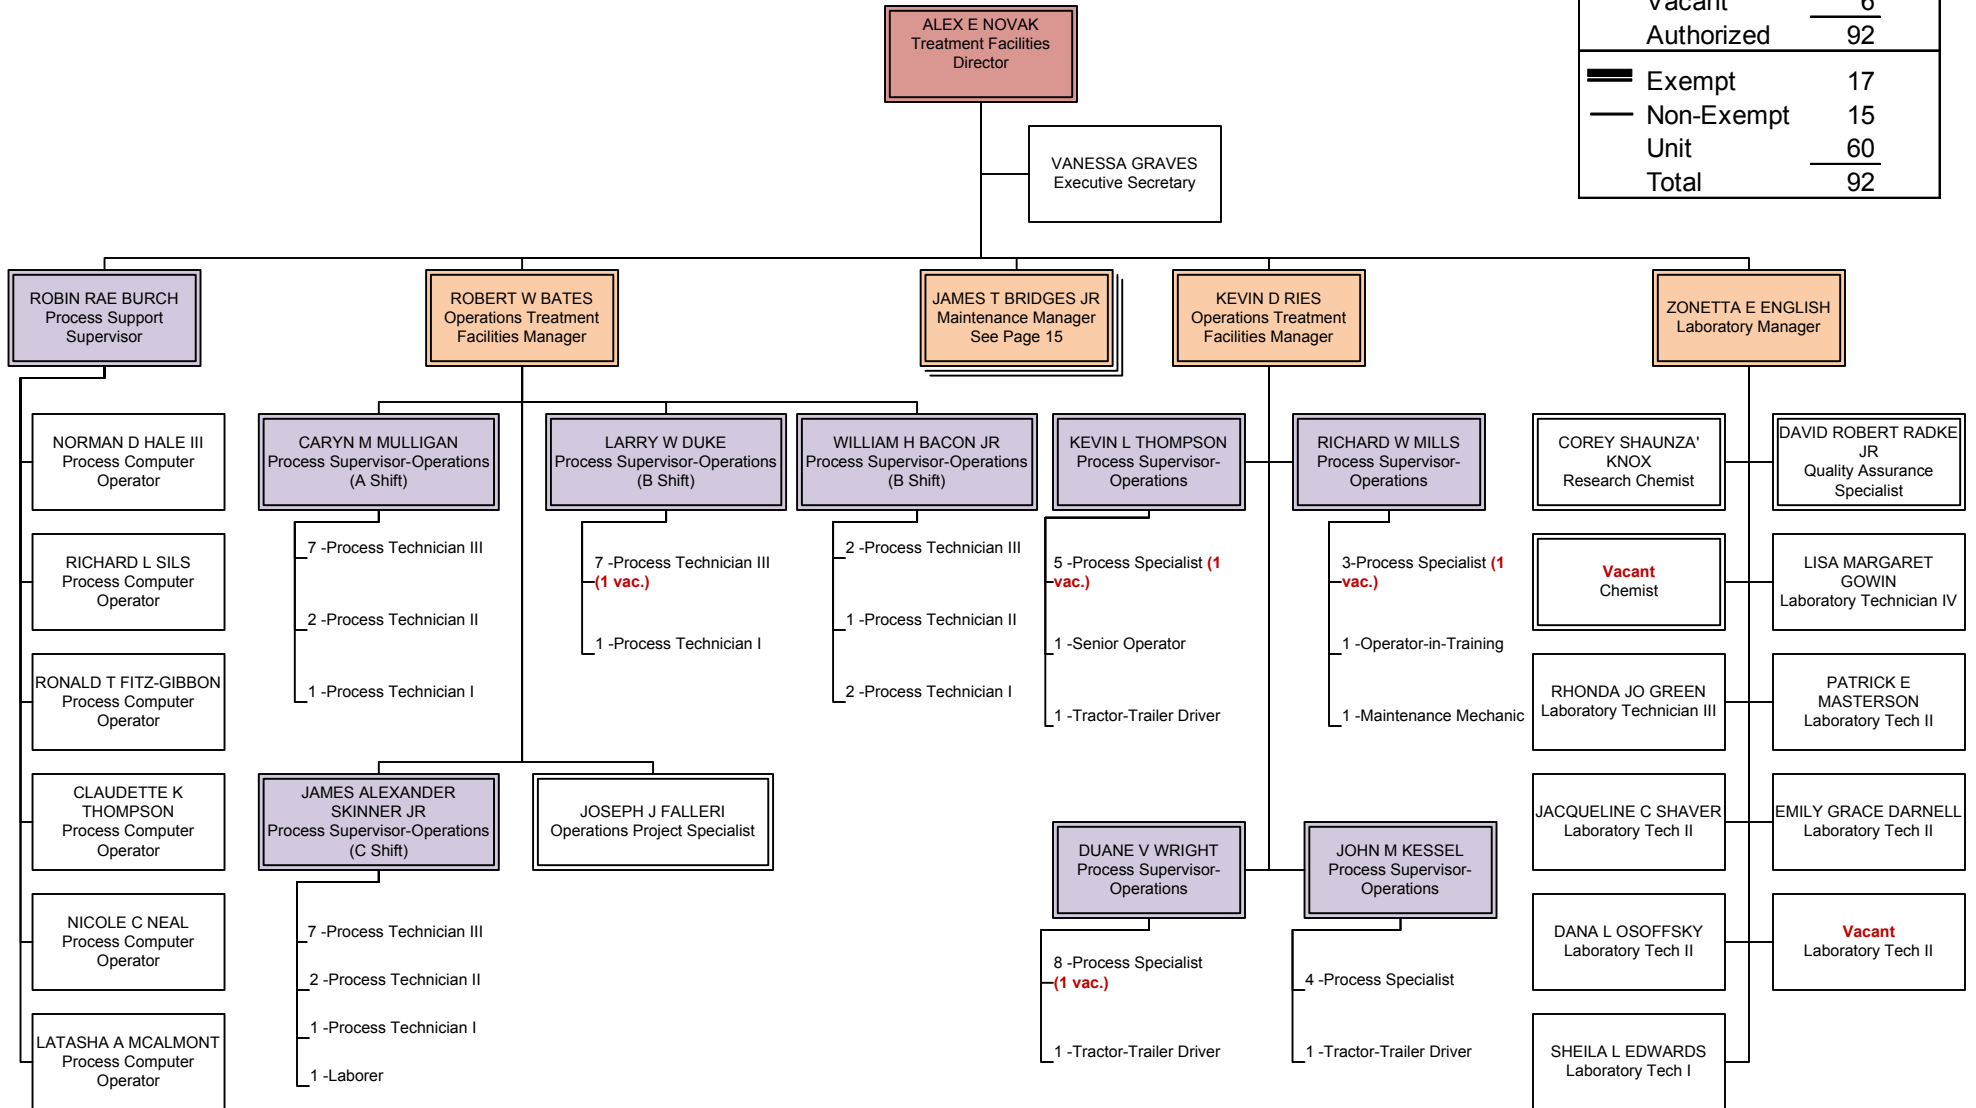 ALEX E NOVAK
Treatment Facilities
Director
Vacant 6
Authorized 92
Exempt 17
Non-Exempt 15
Unit 60
Total 92
VANESSA GRAVES
Executive Secretary
ROBIN RAE BURCH
Process Support
Supervisor
ROBERT W BATES
Operations Treatment
Facilities Manager
JAMES T BRIDGES JR
Maintenance Manager
See Page 15
KEVIN D RIES
Operations Treatment
Facilities Manager
ZONETTA E ENGLISH
Laboratory Manager
NORMAN D HALE III
Process Computer
Operator
RICHARD L SILS
Process Computer
Operator
RONALD T FITZ-GIBBON
Process Computer
Operator
CLAUDETTE K
THOMPSON
Process Computer
Operator
NICOLE C NEAL
Process Computer
Operator
LATASHA A MCALMONT
Process Computer
Operator
CARYN M MULLIGAN
Process Supervisor-Operations
(A Shift)
7 -Process Technician III
2 -Process Technician II
1 -Process Technician I
LARRY W DUKE
Process Supervisor-Operations
(B Shift)
7 -Process Technician III
(1 vac.)
1 -Process Technician I
WILLIAM H BACON JR
Process Supervisor-Operations
(B Shift)
2 -Process Technician III
1 -Process Technician II
2 -Process Technician I
JAMES ALEXANDER
SKINNER JR
Process Supervisor-Operations
(C Shift)
7 -Process Technician III
2 -Process Technician II
1 -Process Technician I
1 -Laborer
JOSEPH J FALLERI
Operations Project Specialist
KEVIN L THOMPSON
Process Supervisor-
Operations
5 -Process Specialist (1
vac.)
1 -Senior Operator
1 -Tractor-Trailer Driver
RICHARD W MILLS
Process Supervisor-
Operations
3-Process Specialist (1
vac.)
1 -Operator-in-Training
1 -Maintenance Mechanic
DUANE V WRIGHT
Process Supervisor-
Operations
8 -Process Specialist
(1 vac.)
1 -Tractor-Trailer Driver
JOHN M KESSEL
Process Supervisor-
Operations
4 -Process Specialist
1 -Tractor-Trailer Driver
COREY SHAUNZA'
KNOX
Research Chemist
DAVID ROBERT RADKE
JR
Quality Assurance
Specialist
Vacant
Chemist
LISA MARGARET
GOWIN
Laboratory Technician IV
RHONDA JO GREEN
Laboratory Technician III
PATRICK E
MASTERSON
Laboratory Tech II
JACQUELINE C SHAVER
Laboratory Tech II
EMILY GRACE DARNELL
Laboratory Tech II
DANA L OSOFFSKY
Laboratory Tech II
Vacant
Laboratory Tech II
SHEILA L EDWARDS
Laboratory Tech I